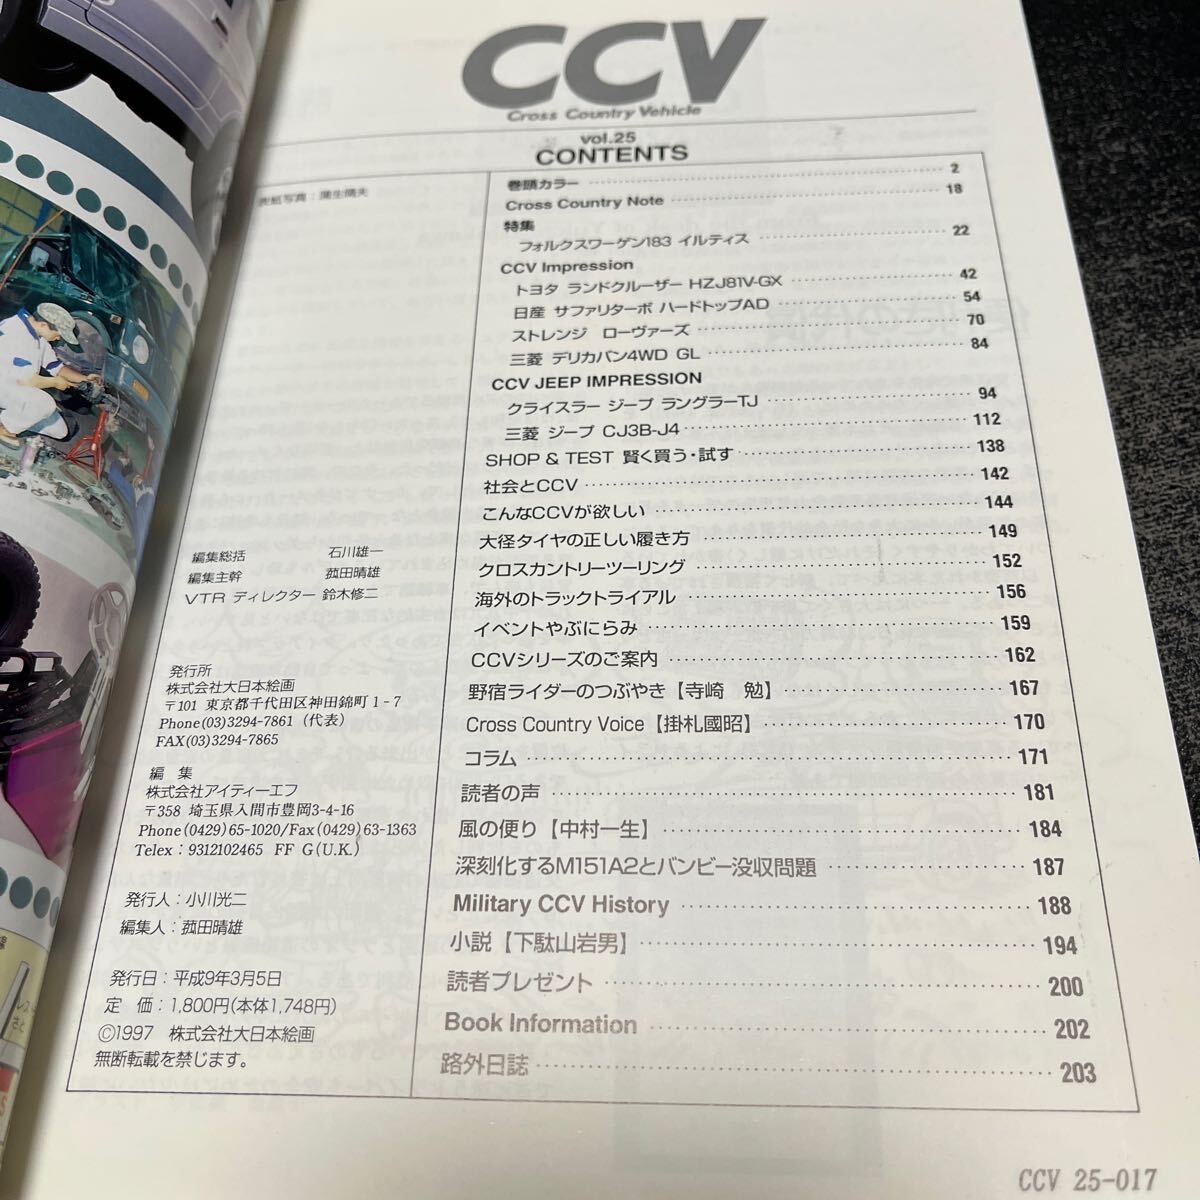 CCV
Cross Country Vehicle
vol.25
CONTENTS
表紙写真：蒲生晴夫
巻頭カラー 2
Cross Country Note 18
特集
フォルクスワーゲン183 イルティス 22
CCV Impression
トヨタ ランドクルーザー HZJ81V-GX 42
日産 サファリターボ ハードトップAD 54
ストレンジ ローヴァーズ 70
三菱 デリカバン4WD GL 84
CCV JEEP IMPRESSION
クライスラー ジープ ラングラーTJ 94
三菱 ジープ CJ3B-J4 112
SHOP & TEST 賢く買う・試す 138
社会とCCV 142
こんなCCVが欲しい 144
大径タイヤの正しい履き方 149
クロスカントリーツーリング 152
海外のトラックトライアル 156
イベントやぶにらみ 159
CCVシリーズのご案内 162
野宿ライダーのつぶやき【寺崎 勉】 167
Cross Country Voice【掛札國昭】 170
コラム 171
読者の声 181
風の便り【中村一生】 184
深刻化するM151A2とバンビー没収問題 187
Military CCV History 188
小説【下駄山岩男】 194
読者プレゼント 200
Book Information 202
路外日誌 203
編集総括 石川雄一
編集主幹 菰田晴雄
VTR ディレクター 鈴木修二
発行所
株式会社大日本絵画
〒101 東京都千代田区神田錦町1-7
Phone(03)3294-7861（代表）
FAX(03)3294-7865
編 集
株式会社アイティーエフ
〒358 埼玉県入間市豊岡3-4-16
Phone(0429)65-1020/Fax(0429)63-1363
Telex：9312102465 FF G(U.K.)
発行人：小川光二
編集人：菰田晴雄
発行日：平成9年3月5日
定 価：1,800円(本体1,748円)
©1997 株式会社大日本絵画
無断転載を禁じます。
CCV 25-017